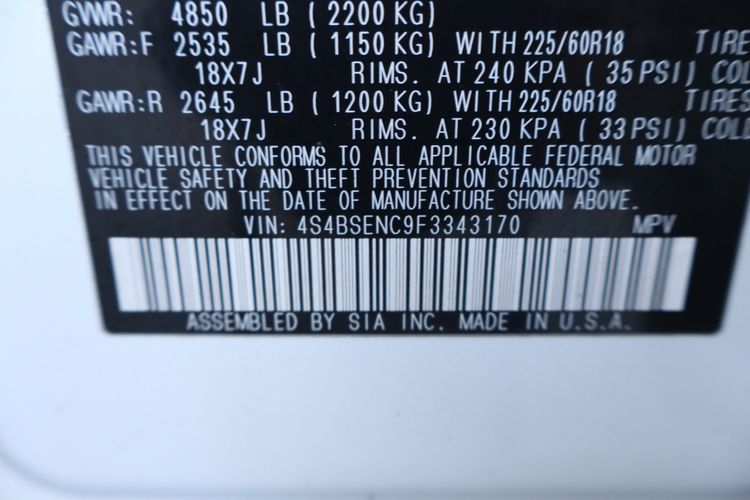 GVWR: 4850 LB ( 2200 KG)
GAWR:F 2535 LB ( 1150 KG) WITH 225/60R18 TIRE
18X7J RIMS. AT 240 KPA ( 35 PSI) COL
GAWR:R 2645 LB ( 1200 KG) WITH 225/60R18 TIRES
18X7J RIMS. AT 230 KPA ( 33 PSI) COLD
THIS VEHICLE CONFORMS TO ALL APPLICABLE FEDERAL MOTOR
VEHICLE SAFETY AND THEFT PREVENTION STANDARDS
IN EFFECT ON THE DATE OF MANUFACTURE SHOWN ABOVE.
VIN: 4S4BSENC9F3343170 MPV
ASSEMBLED BY SIA INC. MADE IN U.S.A.